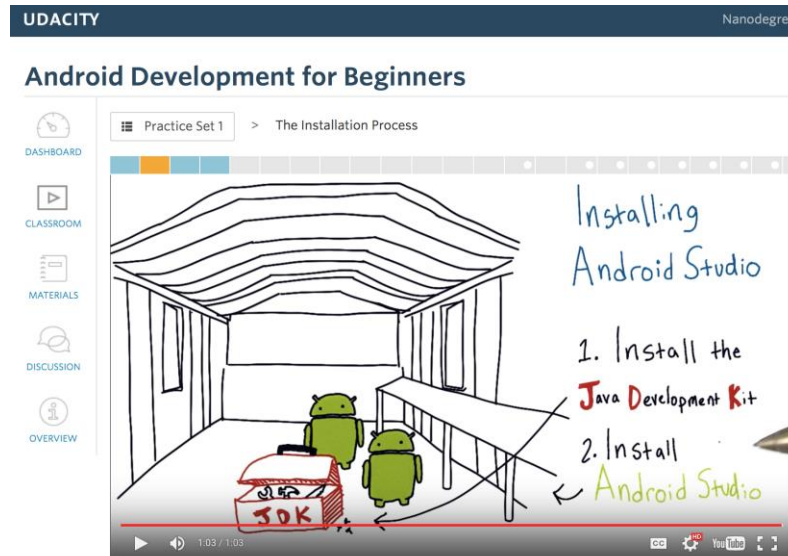 UDACITY
Nanodegre
Android Development for Beginners
Practice Set 1 > The Installation Process
DASHBOARD
CLASSROOM
MATERIALS
DISCUSSION
OVERVIEW
Installing
Android Studio
1. Install the
Java Development Kit
2. Install
Android Studio
JDK
1:03 / 1:03
CC
HD
YouTube